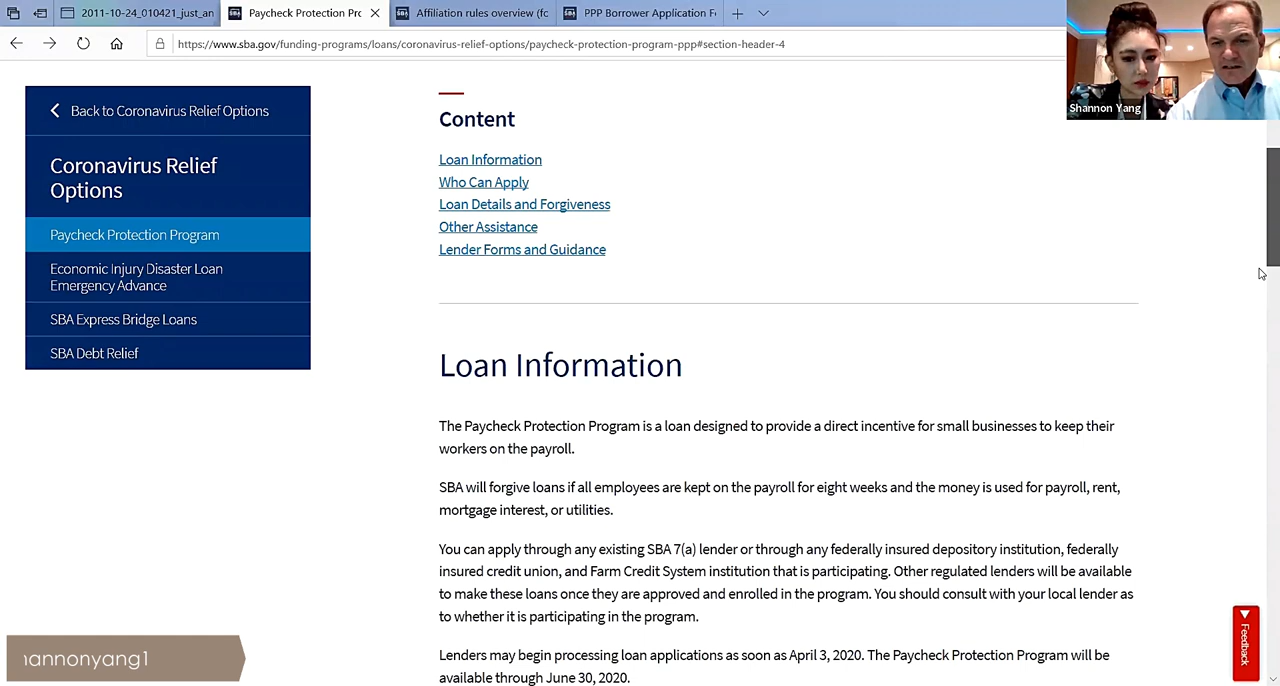 2011-10-24_010421_just_an
Paycheck Protection Prc
Affiliation rules overview (fc
PPP Borrower Application F
https://www.sba.gov/funding-programs/loans/coronavirus-relief-options/paycheck-protection-program-ppp#section-header-4
Shannon Yang
Back to Coronavirus Relief Options
Coronavirus Relief
Options
Paycheck Protection Program
Economic Injury Disaster Loan
Emergency Advance
SBA Express Bridge Loans
SBA Debt Relief
Content
Loan Information
Who Can Apply
Loan Details and Forgiveness
Other Assistance
Lender Forms and Guidance
Loan Information
The Paycheck Protection Program is a loan designed to provide a direct incentive for small businesses to keep their
workers on the payroll.
SBA will forgive loans if all employees are kept on the payroll for eight weeks and the money is used for payroll, rent,
mortgage interest, or utilities.
You can apply through any existing SBA 7(a) lender or through any federally insured depository institution, federally
insured credit union, and Farm Credit System institution that is participating. Other regulated lenders will be available
to make these loans once they are approved and enrolled in the program. You should consult with your local lender as
to whether it is participating in the program.
Lenders may begin processing loan applications as soon as April 3, 2020. The Paycheck Protection Program will be
available through June 30, 2020.
Feedback
annonyang1